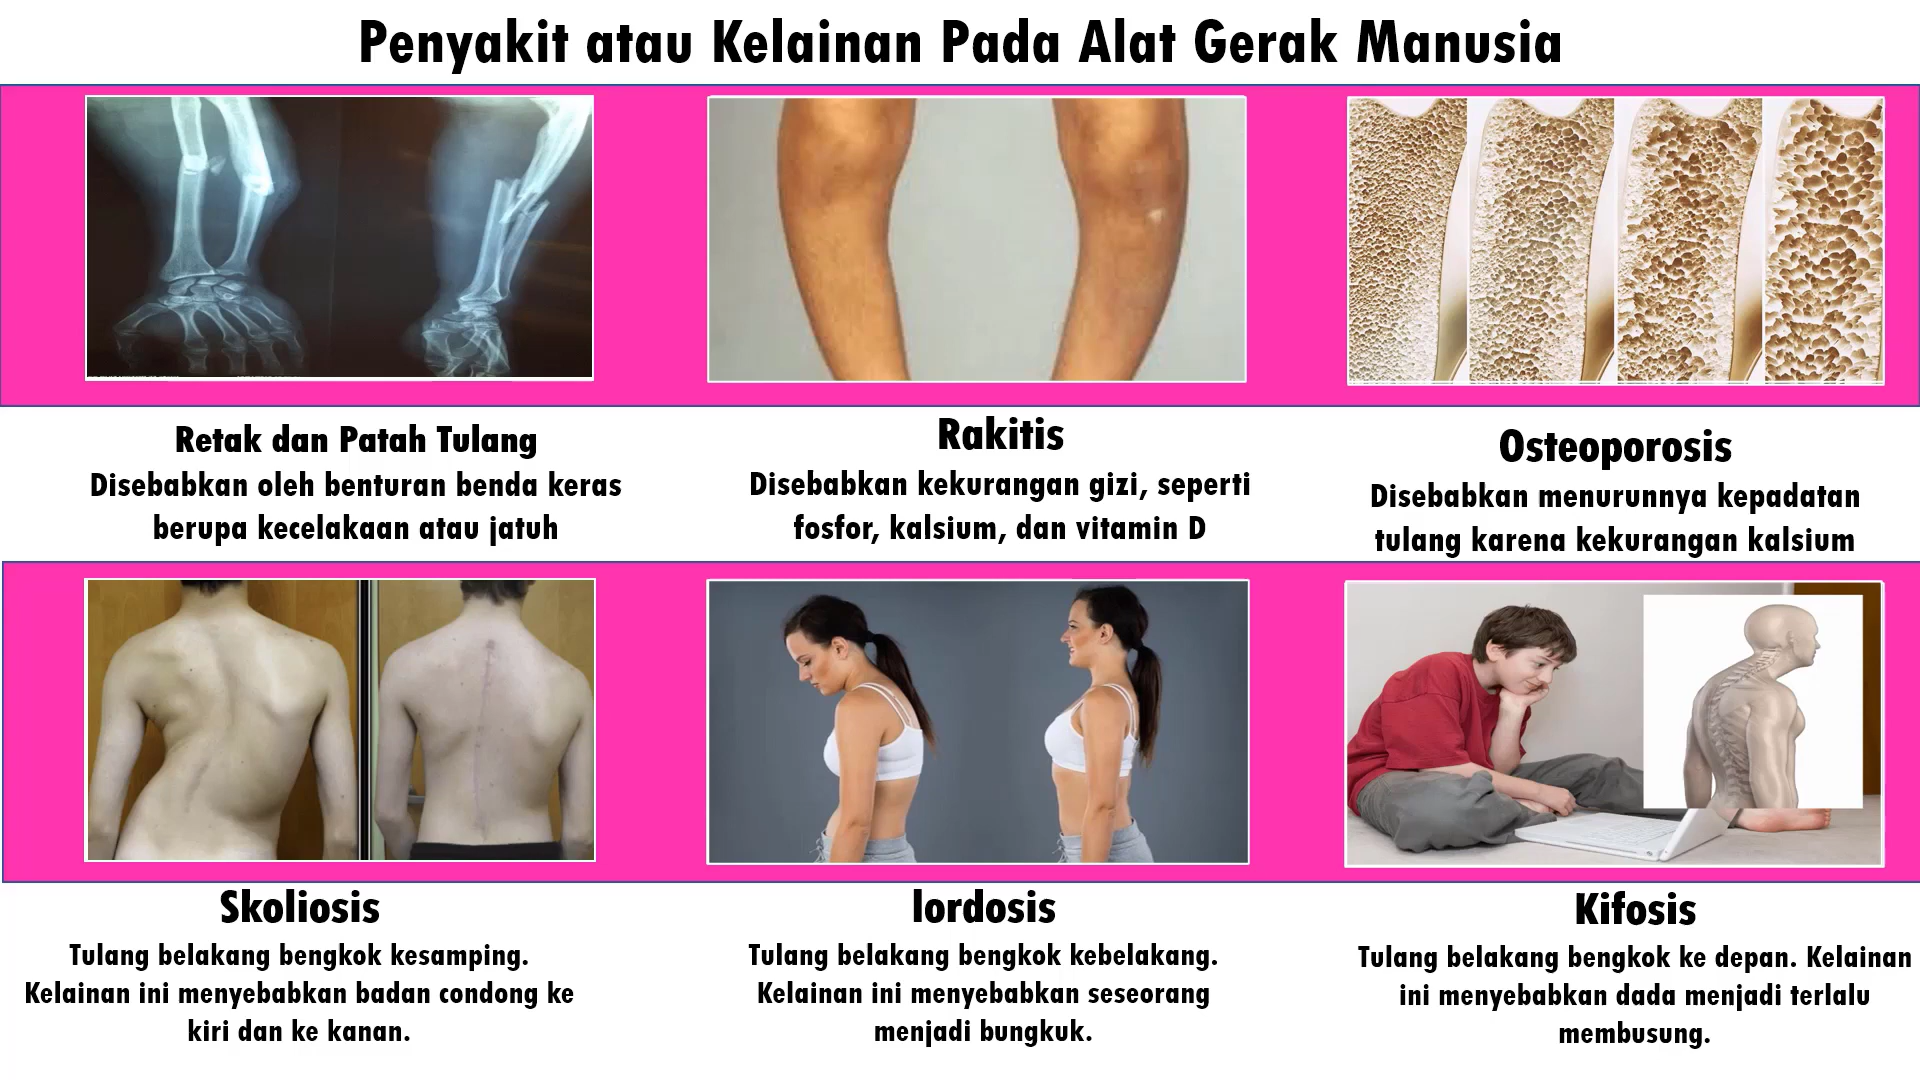 Penyakit atau Kelainan Pada Alat Gerak Manusia
Retak dan Patah Tulang
Disebabkan oleh benturan benda keras
berupa kecelakaan atau jatuh
Rakitis
Disebabkan kekurangan gizi, seperti
fosfor, kalsium, dan vitamin D
Osteoporosis
Disebabkan menurunnya kepadatan
tulang karena kekurangan kalsium
Skoliosis
Tulang belakang bengkok kesamping.
Kelainan ini menyebabkan badan condong ke
kiri dan ke kanan.
lordosis
Tulang belakang bengkok kebelakang.
Kelainan ini menyebabkan seseorang
menjadi bungkuk.
Kifosis
Tulang belakang bengkok ke depan. Kelainan
ini menyebabkan dada menjadi terlalu
membusung.